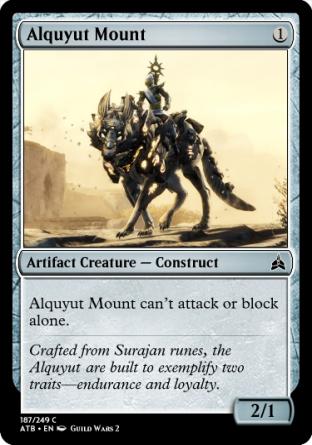 Alquyut Mount 1
Artifact Creature — Construct
Alquyut Mount can't attack or block
alone.
Crafted from Surajan runes, the
Alquyut are built to exemplify two
traits—endurance and loyalty.
2/1
187/249 C
ATB • EN Guild Wars 2